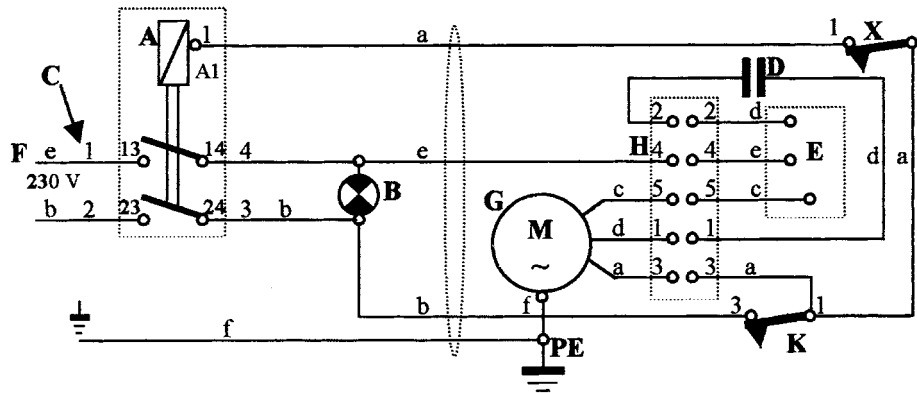 A 1 a 1 X
A1
C D
2 2 d
F e 1 13 14 4 e H 4 4 e E d a
230 V
c 5 5 c
B G
b 2 23 24 3 b
M d 1 1
~ a 3 3 a
b f 3 1
f PE K